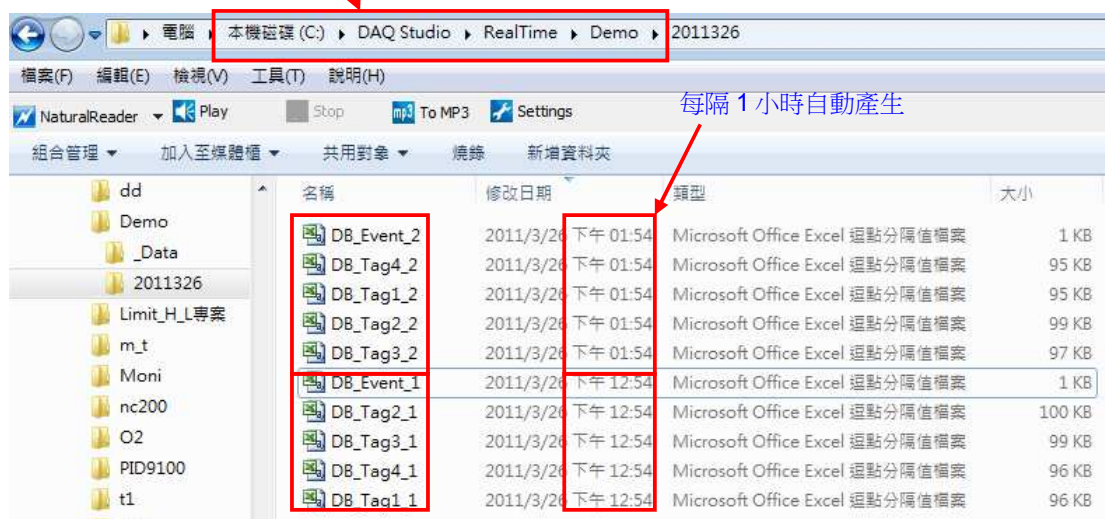 電腦 ▸ 本機磁碟 (C:) ▸ DAQ Studio ▸ RealTime ▸ Demo ▸ 2011326
檔案(F) 編輯(E) 檢視(V) 工具(T) 說明(H)
NaturalReader Play Stop mp3 To MP3 Settings
每隔 1 小時自動產生
組合管理 加入至媒體櫃 共用對象 燒錄 新增資料夾
dd
Demo
_Data
2011326
Limit_H_L專案
m_t
Moni
nc200
O2
PID9100
t1
名稱 修改日期 類型 大小
DB_Event_2 2011/3/26 下午 01:54 Microsoft Office Excel 逗點分隔值檔案 1 KB
DB_Tag4_2 2011/3/26 下午 01:54 Microsoft Office Excel 逗點分隔值檔案 95 KB
DB_Tag1_2 2011/3/26 下午 01:54 Microsoft Office Excel 逗點分隔值檔案 95 KB
DB_Tag2_2 2011/3/26 下午 01:54 Microsoft Office Excel 逗點分隔值檔案 99 KB
DB_Tag3_2 2011/3/26 下午 01:54 Microsoft Office Excel 逗點分隔值檔案 97 KB
DB_Event_1 2011/3/26 下午 12:54 Microsoft Office Excel 逗點分隔值檔案 1 KB
DB_Tag2_1 2011/3/26 下午 12:54 Microsoft Office Excel 逗點分隔值檔案 100 KB
DB_Tag3_1 2011/3/26 下午 12:54 Microsoft Office Excel 逗點分隔值檔案 99 KB
DB_Tag4_1 2011/3/26 下午 12:54 Microsoft Office Excel 逗點分隔值檔案 96 KB
DB_Tag1_1 2011/3/26 下午 12:54 Microsoft Office Excel 逗點分隔值檔案 96 KB